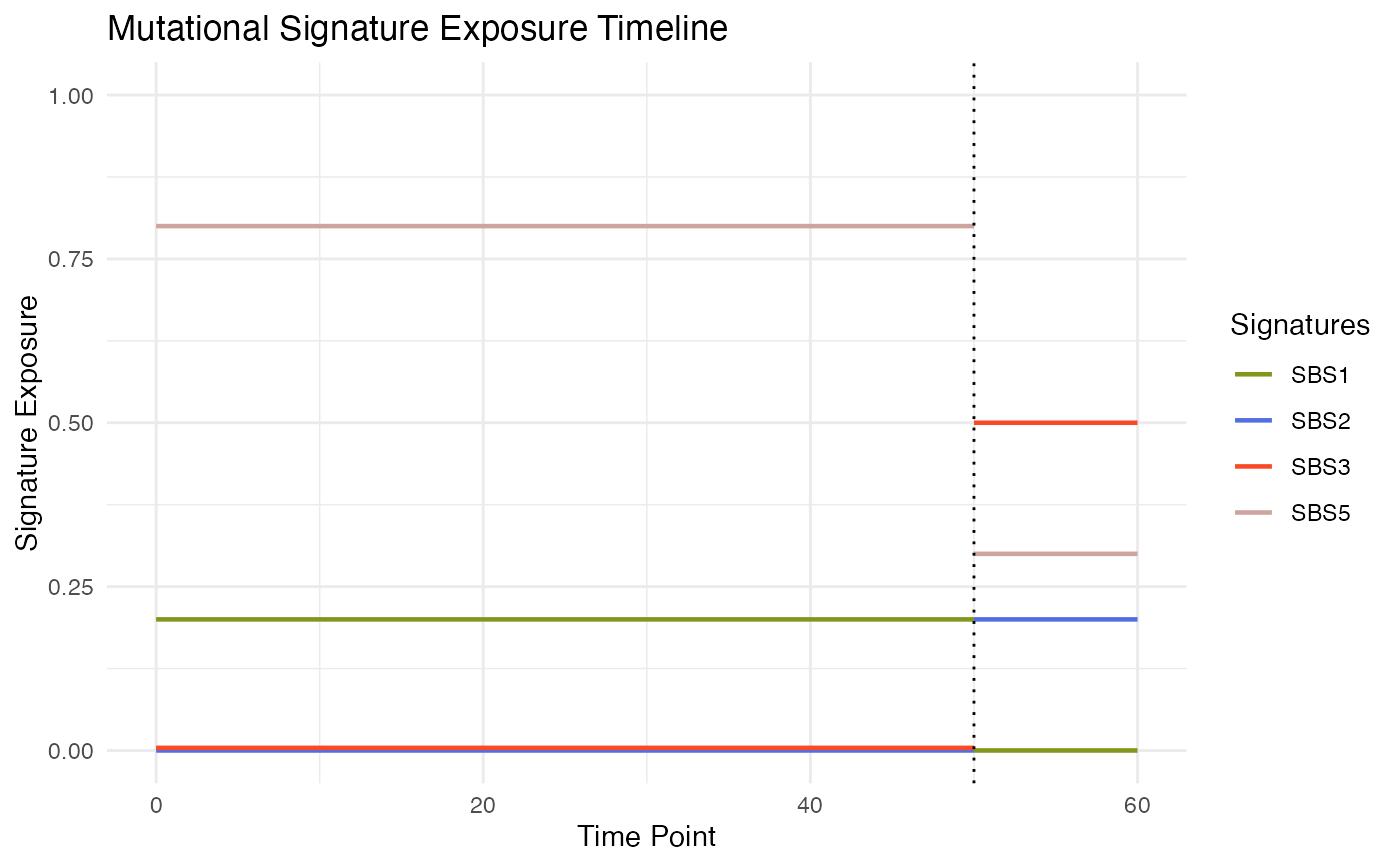 Mutational Signature Exposure Timeline
1.00
0.75
0.50
0.25
0.00
Signature Exposure
0 20 40 60
Time Point
Signatures
SBS1
SBS2
SBS3
SBS5